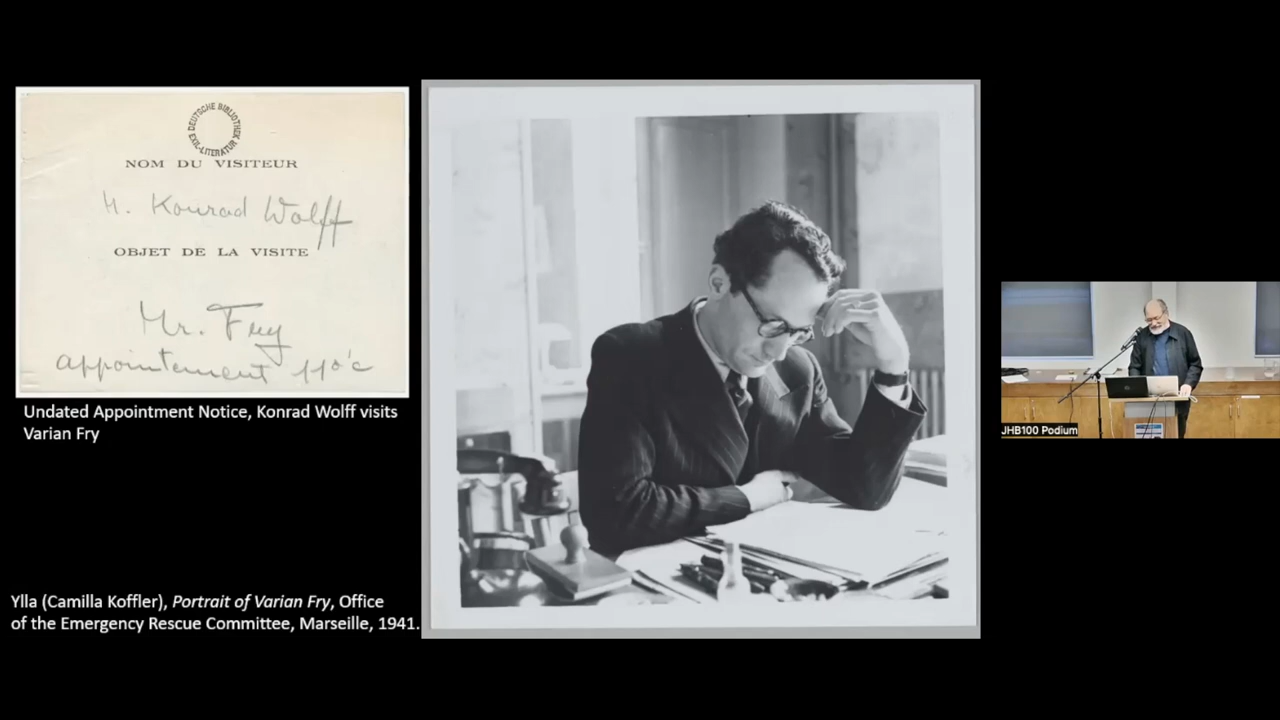 DEUTSCHE BIBLIOTHEK
EXIL-LITERATUR
NOM DU VISITEUR
M. Konrad Wolff
OBJET DE LA VISITE
Mr. Fry
appointement 11 o'c
Undated Appointment Notice, Konrad Wolff visits
Varian Fry
Ylla (Camilla Koffler), Portrait of Varian Fry, Office
of the Emergency Rescue Committee, Marseille, 1941.
JHB100 Podium